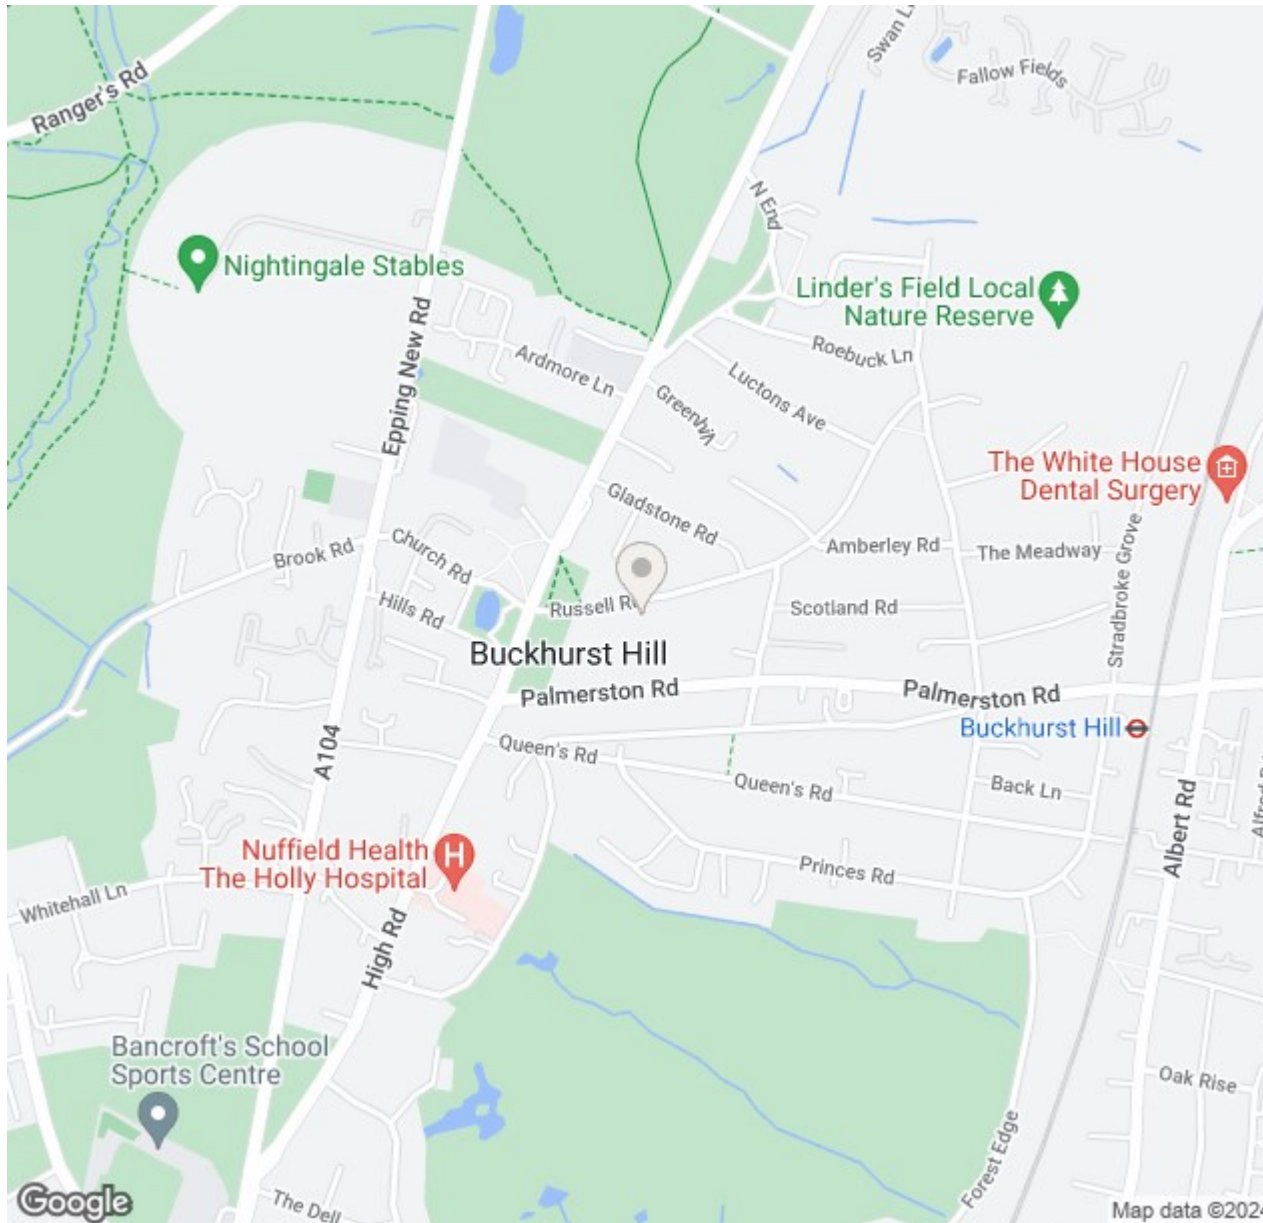 Ranger's Rd
Swan L
Fallow Fields
N End
Nightingale Stables
Epping New Rd
Linder's Field Local
Nature Reserve
Roebuck Ln
Ardmore Ln
Luctons Ave
Greenhill
The White House
Dental Surgery
Gladstone Rd
Stradbroke Grove
Church Rd
Brook Rd
Amberley Rd
The Meadway
Hills Rd
Russell R
Scotland Rd
Buckhurst Hill
Palmerston Rd
Palmerston Rd
Buckhurst Hill
A104
Queen's Rd
Queen's Rd
Back Ln
Albert Rd
Alfred
Nuffield Health
The Holly Hospital
H
Princes Rd
Whitehall Ln
High Rd
Bancroft's School
Sports Centre
Oak Rise
Forest Edge
The Dell
Google
Map data ©2024